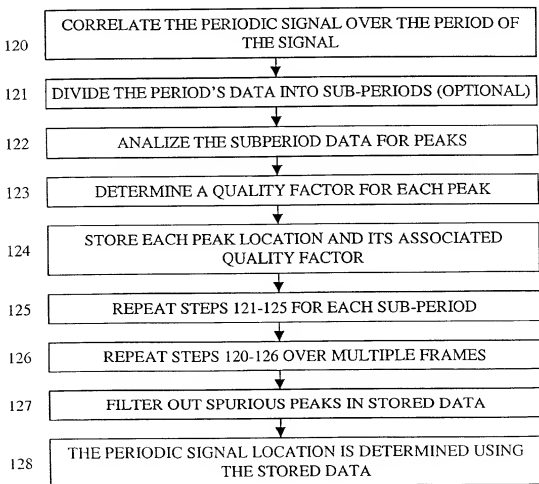 120
CORRELATE THE PERIODIC SIGNAL OVER THE PERIOD OF
THE SIGNAL
121
DIVIDE THE PERIOD'S DATA INTO SUB-PERIODS (OPTIONAL)
122
ANALIZE THE SUBPERIOD DATA FOR PEAKS
123
DETERMINE A QUALITY FACTOR FOR EACH PEAK
124
STORE EACH PEAK LOCATION AND ITS ASSOCIATED
QUALITY FACTOR
125
REPEAT STEPS 121-125 FOR EACH SUB-PERIOD
126
REPEAT STEPS 120-126 OVER MULTIPLE FRAMES
127
FILTER OUT SPURIOUS PEAKS IN STORED DATA
128
THE PERIODIC SIGNAL LOCATION IS DETERMINED USING
THE STORED DATA